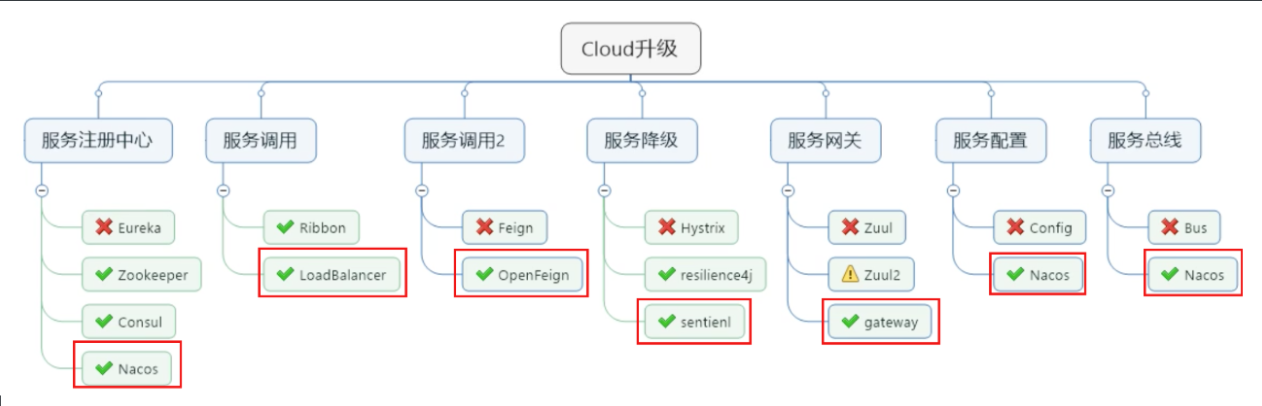 Cloud升级
服务注册中心
服务调用
服务调用2
服务降级
服务网关
服务配置
服务总线
Eureka
Zookeeper
Consul
Nacos
Ribbon
LoadBalancer
Feign
OpenFeign
Hystrix
resilience4j
sentienl
Zuul
Zuul2
gateway
Config
Nacos
Bus
Nacos